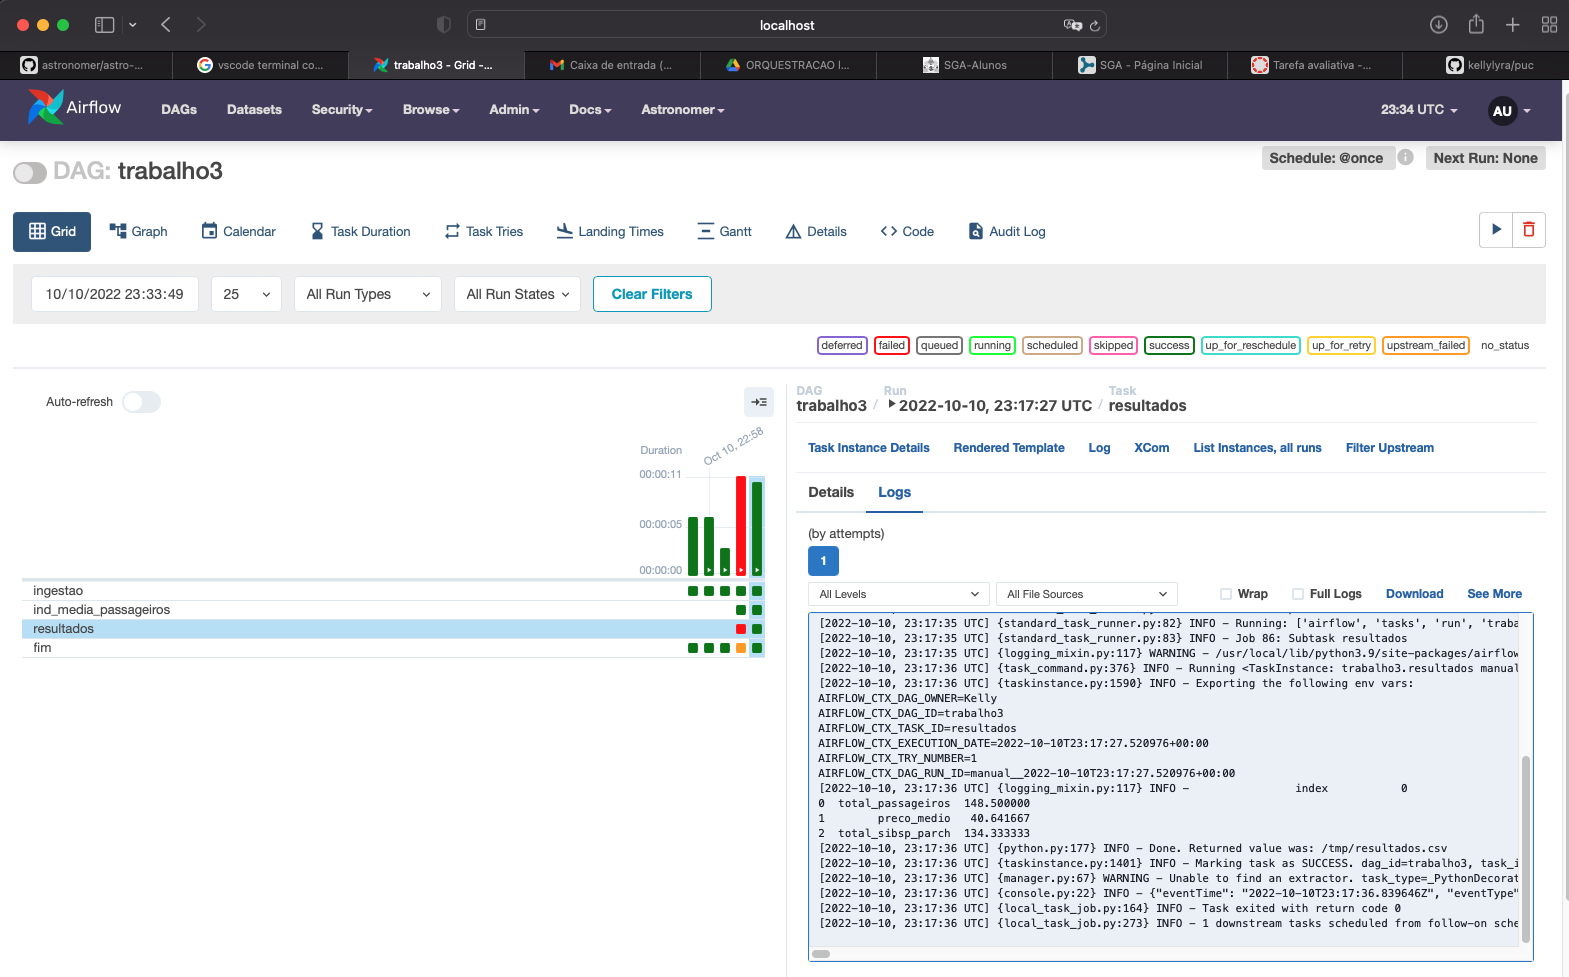 localhost
astronomer/astro-...
vscode terminal co...
trabalho3 - Grid -...
Caixa de entrada (...
ORQUESTRACAO I...
SGA-Alunos
SGA - Página Inicial
Tarefa avaliativa -...
kellylyra/puc
Airflow
DAGs
Datasets
Security
Browse
Admin
Docs
Astronomer
23:34 UTC
AU
DAG: trabalho3
Schedule: @once
i
Next Run: None
Grid
Graph
Calendar
Task Duration
Task Tries
Landing Times
Gantt
Details
Code
Audit Log
10/10/2022 23:33:49
25
All Run Types
All Run States
Clear Filters
deferred
failed
queued
running
scheduled
skipped
success
up_for_reschedule
up_for_retry
upstream_failed
no_status
Auto-refresh
Duration
Oct 10, 22:58
00:00:11
00:00:05
00:00:00
ingestao
ind_media_passageiros
resultados
fim
DAG
trabalho3
/
Run
2022-10-10, 23:17:27 UTC
/
Task
resultados
Task Instance Details
Rendered Template
Log
XCom
List Instances, all runs
Filter Upstream
Details
Logs
(by attempts)
1
All Levels
All File Sources
Wrap
Full Logs
Download
See More
[2022-10-10, 23:17:35 UTC] {standard_task_runner.py:82} INFO - Running: ['airflow', 'tasks', 'run', 'traba
[2022-10-10, 23:17:35 UTC] {standard_task_runner.py:83} INFO - Job 86: Subtask resultados
[2022-10-10, 23:17:35 UTC] {logging_mixin.py:117} WARNING - /usr/local/lib/python3.9/site-packages/airflow
[2022-10-10, 23:17:36 UTC] {task_command.py:376} INFO - Running <TaskInstance: trabalho3.resultados manual
[2022-10-10, 23:17:36 UTC] {taskinstance.py:1590} INFO - Exporting the following env vars:
AIRFLOW_CTX_DAG_OWNER=Kelly
AIRFLOW_CTX_DAG_ID=trabalho3
AIRFLOW_CTX_TASK_ID=resultados
AIRFLOW_CTX_EXECUTION_DATE=2022-10-10T23:17:27.520976+00:00
AIRFLOW_CTX_TRY_NUMBER=1
AIRFLOW_CTX_DAG_RUN_ID=manual__2022-10-10T23:17:27.520976+00:00
[2022-10-10, 23:17:36 UTC] {logging_mixin.py:117} INFO - index 0
0 total_passageiros 148.500000
1 preco_medio 40.641667
2 total_sibsp_parch 134.333333
[2022-10-10, 23:17:36 UTC] {python.py:177} INFO - Done. Returned value was: /tmp/resultados.csv
[2022-10-10, 23:17:36 UTC] {taskinstance.py:1401} INFO - Marking task as SUCCESS. dag_id=trabalho3, task_i
[2022-10-10, 23:17:36 UTC] {manager.py:67} WARNING - Unable to find an extractor. task_type=_PythonDecorat
[2022-10-10, 23:17:36 UTC] {console.py:22} INFO - {"eventTime": "2022-10-10T23:17:36.839646Z", "eventType"
[2022-10-10, 23:17:36 UTC] {local_task_job.py:164} INFO - Task exited with return code 0
[2022-10-10, 23:17:36 UTC] {local_task_job.py:273} INFO - 1 downstream tasks scheduled from follow-on sche